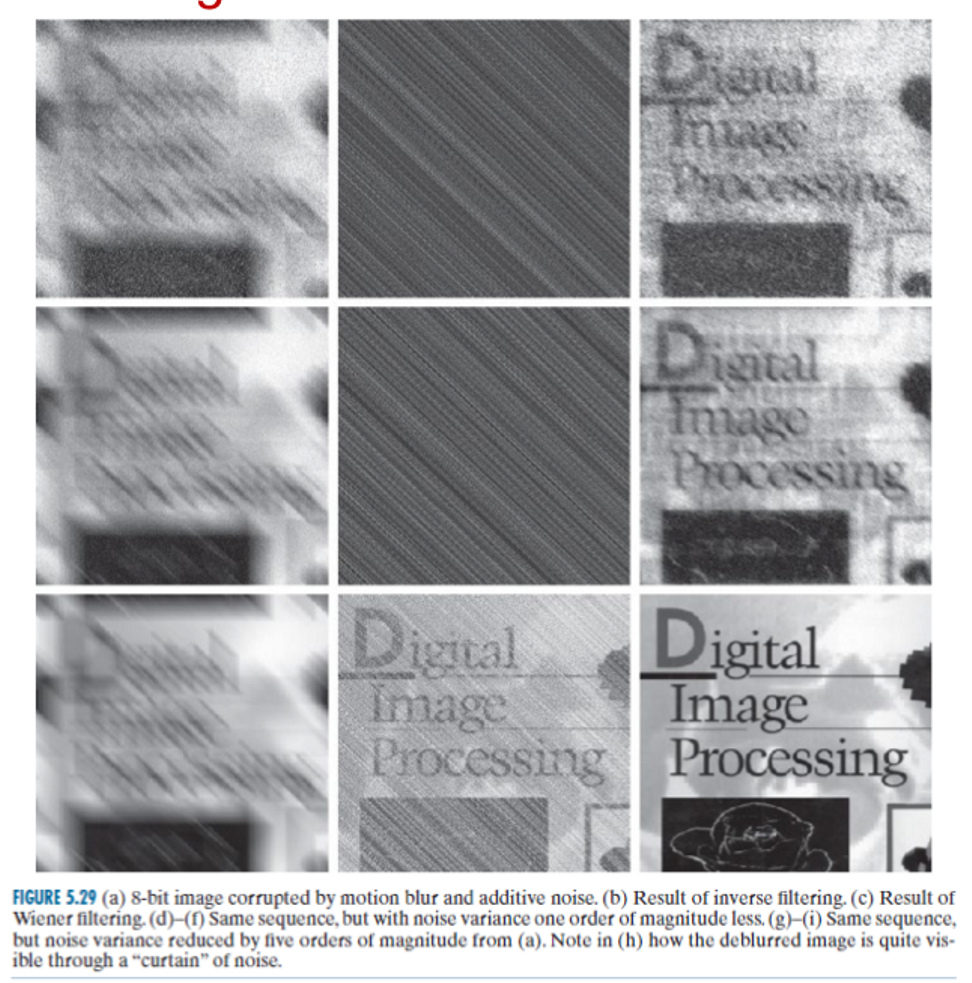 Digital
Image
Processing
Digital
Image
Processing
Digital
Image
Processing
Digital
Image
Processing
FIGURE 5.29 (a) 8-bit image corrupted by motion blur and additive noise. (b) Result of inverse filtering. (c) Result of
Wiener filtering. (d)–(f) Same sequence, but with noise variance one order of magnitude less. (g)–(i) Same sequence,
but noise variance reduced by five orders of magnitude from (a). Note in (h) how the deblurred image is quite vis-
ible through a “curtain” of noise.